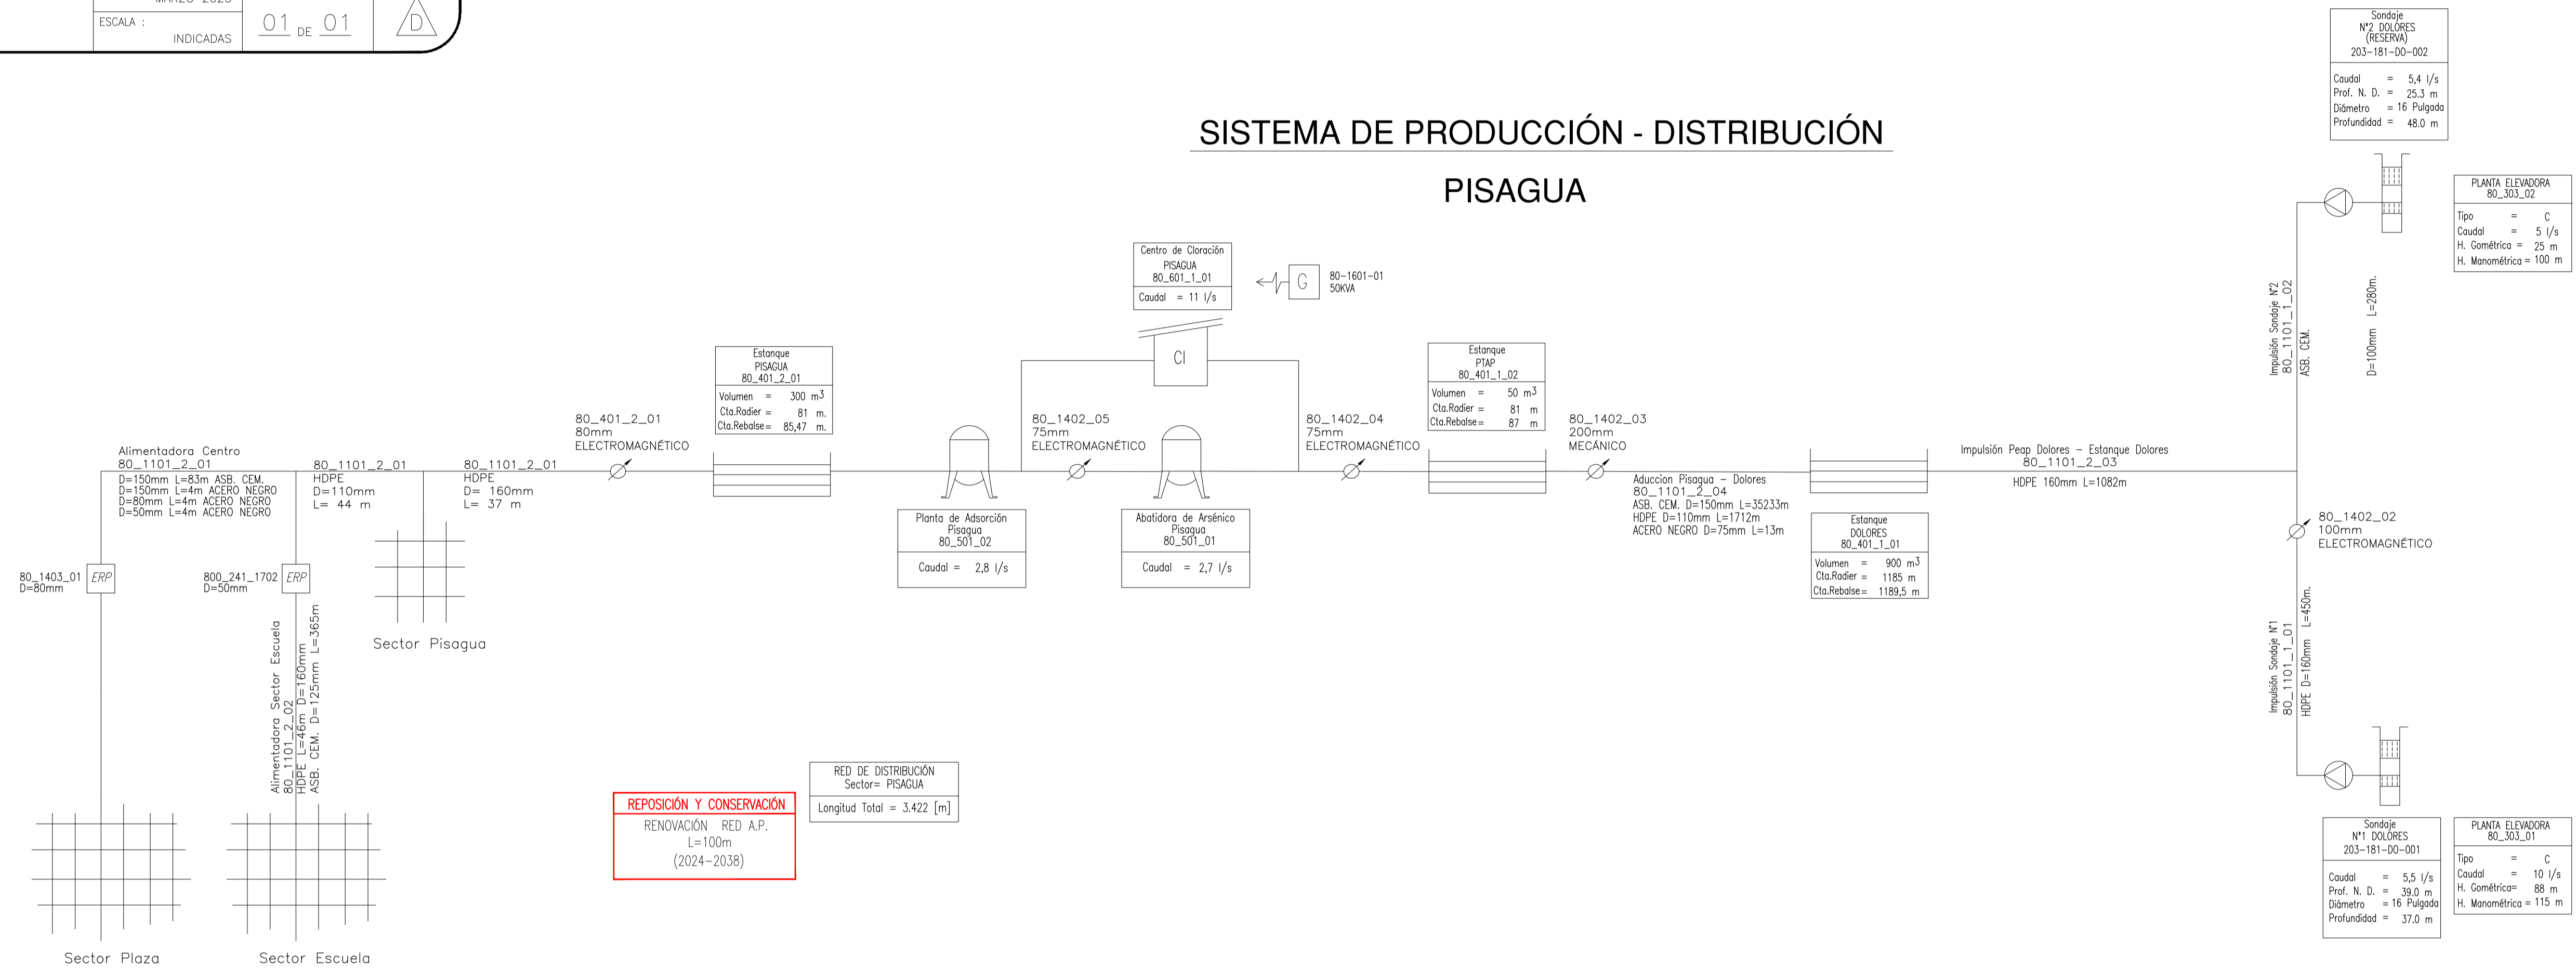 ESCALA :
INDICADAS
01 DE 01
D
SISTEMA DE PRODUCCIÓN - DISTRIBUCIÓN
PISAGUA
Sondaje
N°2 DOLORES
(RESERVA)
203-181-DO-002
Caudal = 5,4 l/s
Prof. N. D. = 25.3 m
Diámetro = 16 Pulgada
Profundidad = 48.0 m
PLANTA ELEVADORA
80_303_02
Tipo = C
Caudal = 5 l/s
H. Gométrica = 25 m
H. Manométrica = 100 m
Impulsión Sondaje N°2
80_1101_1_02
ASB. CEM.
D=100mm L=280m.
Centro de Cloración
PISAGUA
80_601_1_01
Caudal = 11 l/s
G
80-1601-01
50KVA
Cl
Estanque
PISAGUA
80_401_2_01
Volumen = 300 m3
Cta.Radier = 81 m.
Cta.Rebalse= 85,47 m.
Estanque
PTAP
80_401_1_02
Volumen = 50 m3
Cta.Radier = 81 m
Cta.Rebalse= 87 m
Alimentadora Centro
80_1101_2_01
D=150mm L=83m ASB. CEM.
D=150mm L=4m ACERO NEGRO
D=80mm L=4m ACERO NEGRO
D=50mm L=4m ACERO NEGRO
80_1101_2_01
HDPE
D=110mm
L= 44 m
80_1101_2_01
HDPE
D= 160mm
L= 37 m
80_401_2_01
80mm
ELECTROMAGNÉTICO
80_1402_05
75mm
ELECTROMAGNÉTICO
80_1402_04
75mm
ELECTROMAGNÉTICO
80_1402_03
200mm
MECÁNICO
Aduccion Pisagua - Dolores
80_1101_2_04
ASB. CEM. D=150mm L=35233m
HDPE D=110mm L=1712m
ACERO NEGRO D=75mm L=13m
Impulsión Peap Dolores - Estanque Dolores
80_1101_2_03
HDPE 160mm L=1082m
Planta de Adsorción
Pisagua
80_501_02
Caudal = 2,8 l/s
Abatidora de Arsénico
Pisagua
80_501_01
Caudal = 2,7 l/s
Estanque
DOLORES
80_401_1_01
Volumen = 900 m3
Cta.Radier = 1185 m
Cta.Rebalse= 1189,5 m
80_1402_02
100mm
ELECTROMAGNÉTICO
80_1403_01
D=80mm
ERP
800_241_1702
D=50mm
ERP
Sector Pisagua
Alimentadora Sector Escuela
80_1101_2_02
HDPE L=46m D=160mm
ASB. CEM. D=125mm L=365m
Impulsión Sondaje N°1
80_1101_1_01
HDPE D=160mm L=450m.
REPOSICIÓN Y CONSERVACIÓN
RENOVACIÓN RED A.P.
L=100m
(2024-2038)
RED DE DISTRIBUCIÓN
Sector= PISAGUA
Longitud Total = 3.422 [m]
Sondaje
N°1 DOLORES
203-181-DO-001
Caudal = 5,5 l/s
Prof. N. D. = 39.0 m
Diámetro = 16 Pulgada
Profundidad = 37.0 m
PLANTA ELEVADORA
80_303_01
Tipo = C
Caudal = 10 l/s
H. Gométrica= 88 m
H. Manométrica = 115 m
Sector Plaza
Sector Escuela